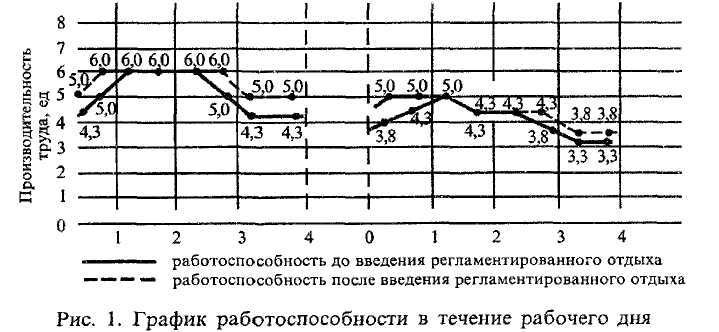 Производительность
труда, ед
8
7
6
5
4
3
2
1
0
5,0 6,0 6,0 6,0 6,0 6,0 5,0 5,0
4,3 5,0 5,0 4,3 4,3
5,0 5,0 5,0 4,3 4,3 4,3 3,8 3,8
3,8 4,3 4,3 3,8 3,3 3,3
1 2 3 4 0 1 2 3 4
работоспособность до введения регламентированного отдыха
работоспособность после введения регламентированного отдыха
Рис. 1. График работоспособности в течение рабочего дня